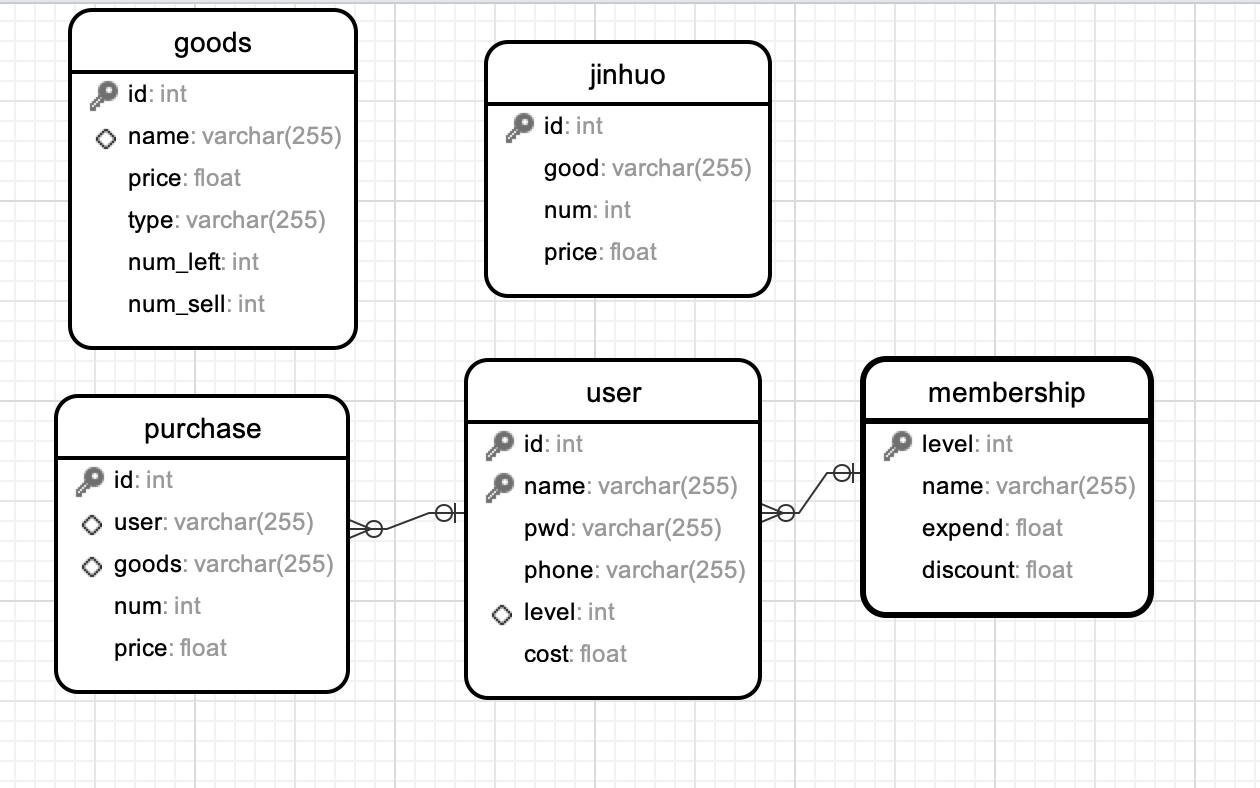 goods
id: int
name: varchar(255)
price: float
type: varchar(255)
num_left: int
num_sell: int
jinhuo
id: int
good: varchar(255)
num: int
price: float
purchase
id: int
user: varchar(255)
goods: varchar(255)
num: int
price: float
user
id: int
name: varchar(255)
pwd: varchar(255)
phone: varchar(255)
level: int
cost: float
membership
level: int
name: varchar(255)
expend: float
discount: float